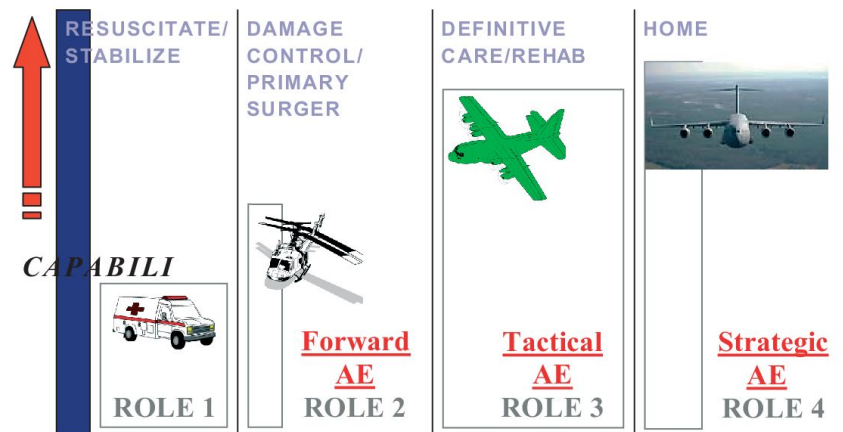 RESUSCITATE/
STABILIZE
DAMAGE
CONTROL/
PRIMARY
SURGER
DEFINITIVE
CARE/REHAB
HOME
CAPABILI
Forward
AE
Tactical
AE
Strategic
AE
ROLE 1
ROLE 2
ROLE 3
ROLE 4